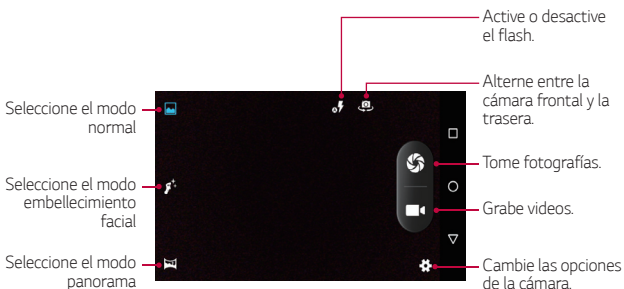 Active o desactive
el flash.
Alterne entre la
cámara frontal y la
trasera.
Seleccione el modo
normal
Tome fotografías.
Seleccione el modo
embellecimiento
facial
Grabe videos.
Seleccione el modo
panorama
Cambie las opciones
de la cámara.